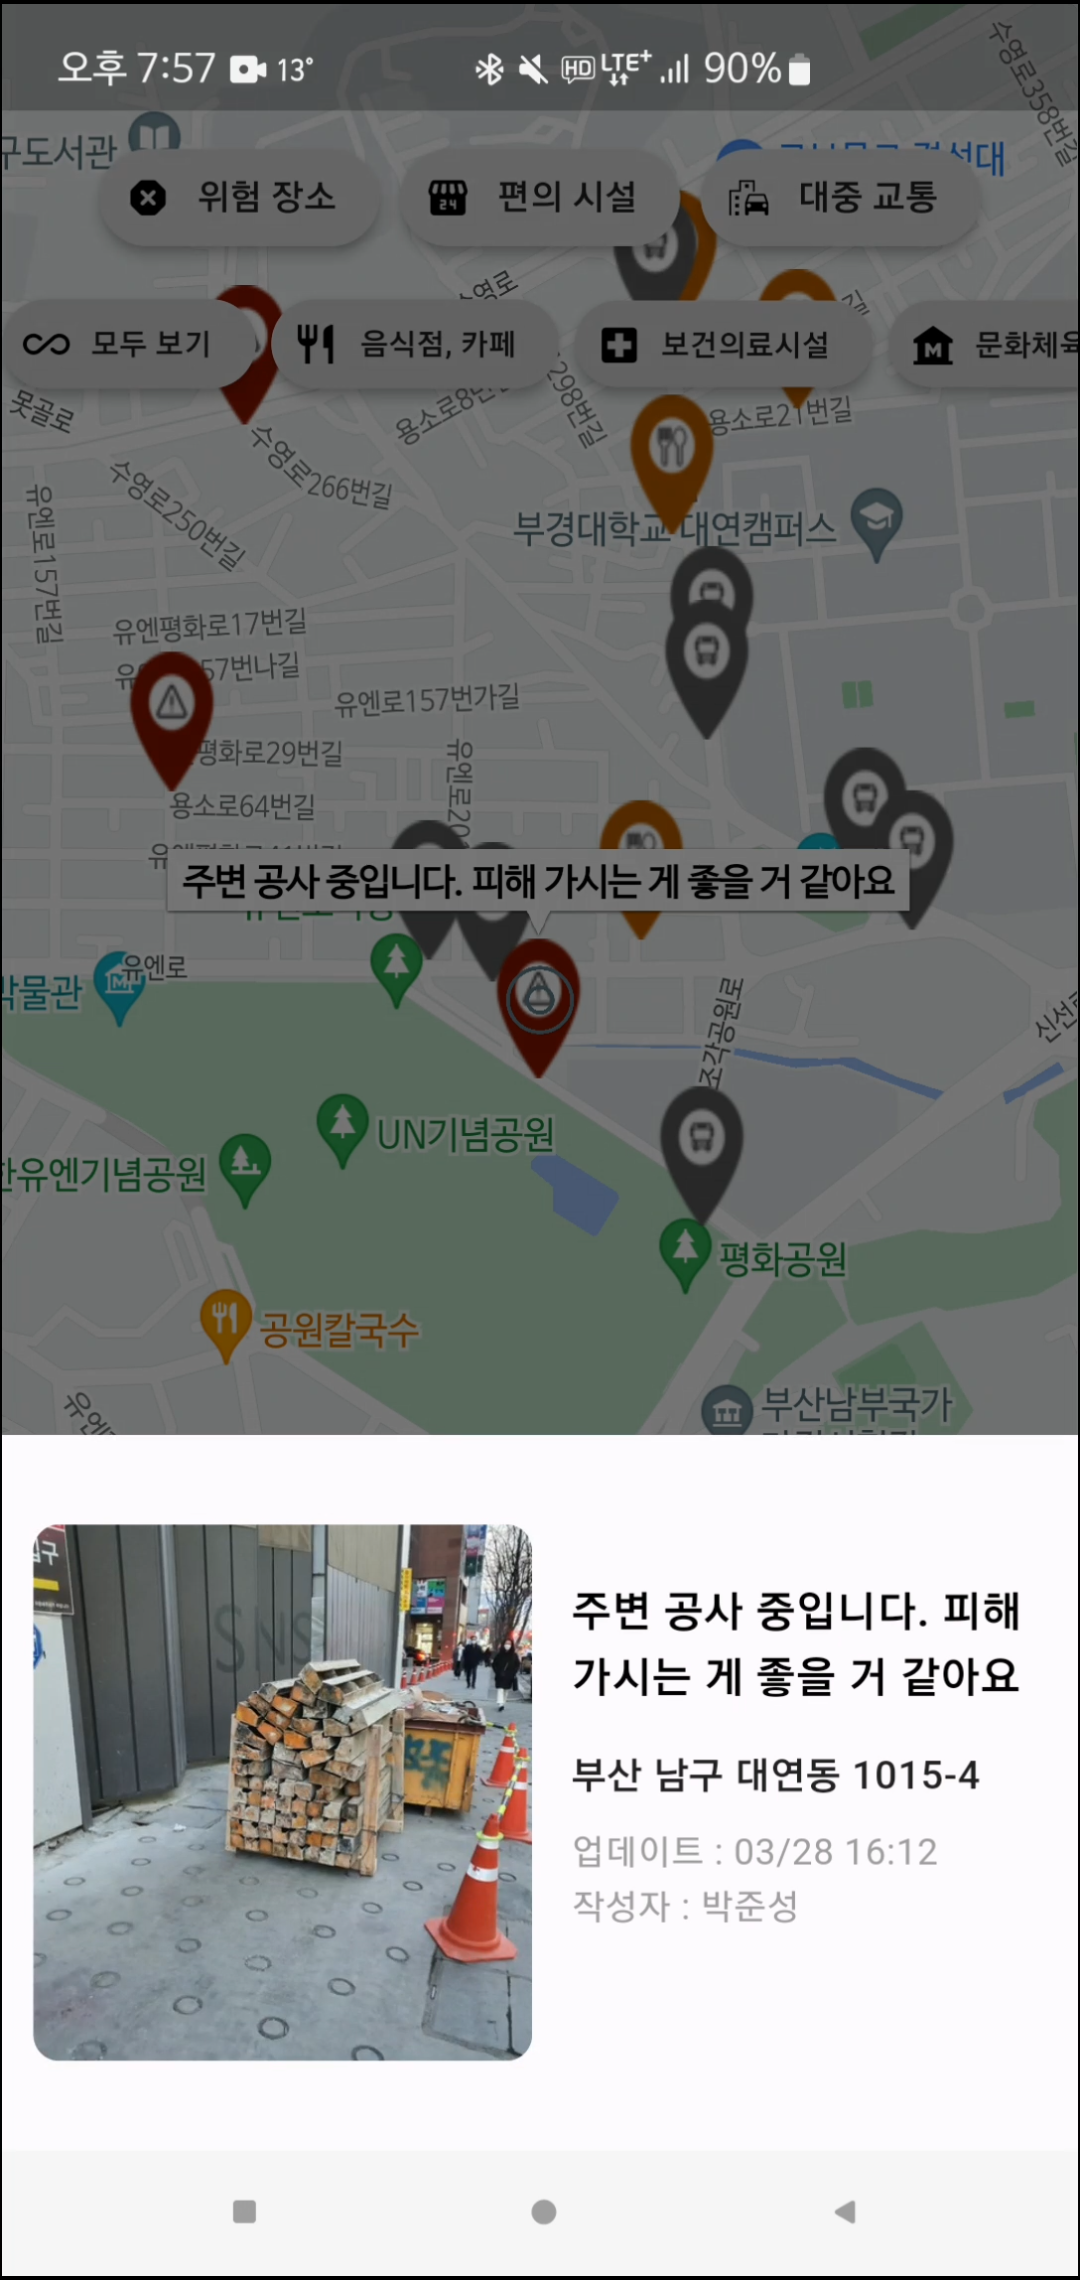 오후 7:57 13° HD LTE+ 90%
구도서관
수영로358번길
위험 장소
편의 시설
24
대중 교통
수영로
모두 보기
음식점, 카페
보건의료시설
문화체육
못골로
용소로8번
298번길
용소로21번길
수영로266번길
수영로250번길
유엔로157번길
부경대학교 대연캠퍼스
유엔평화로17번길
57번나길
유엔로157번가길
평화로29번길
유엔로20
용소로64번길
주변 공사 중입니다. 피해 가시는 게 좋을 거 같아요
박물관
유엔로
조각공원로
신선로
UN기념공원
한유엔기념공원
평화공원
공원칼국수
부산남부국가
유엔
주변 공사 중입니다. 피해
가시는 게 좋을 거 같아요
부산 남구 대연동 1015-4
업데이트 : 03/28 16:12
작성자 : 박준성
SNS